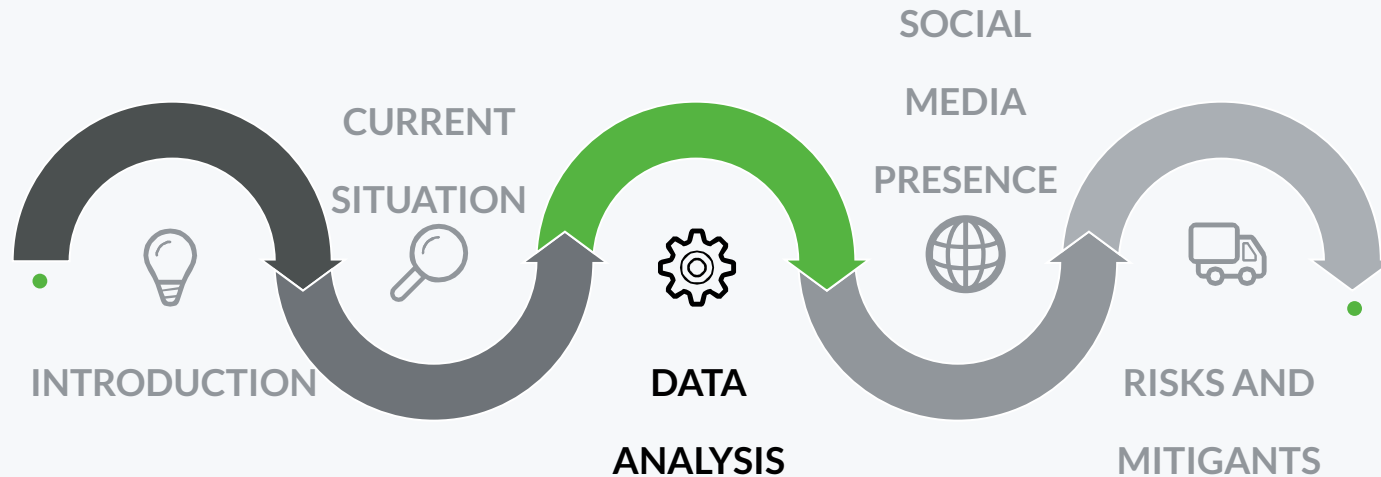 INTRODUCTION
CURRENT
SITUATION
DATA
ANALYSIS
SOCIAL
MEDIA
PRESENCE
RISKS AND
MITIGANTS